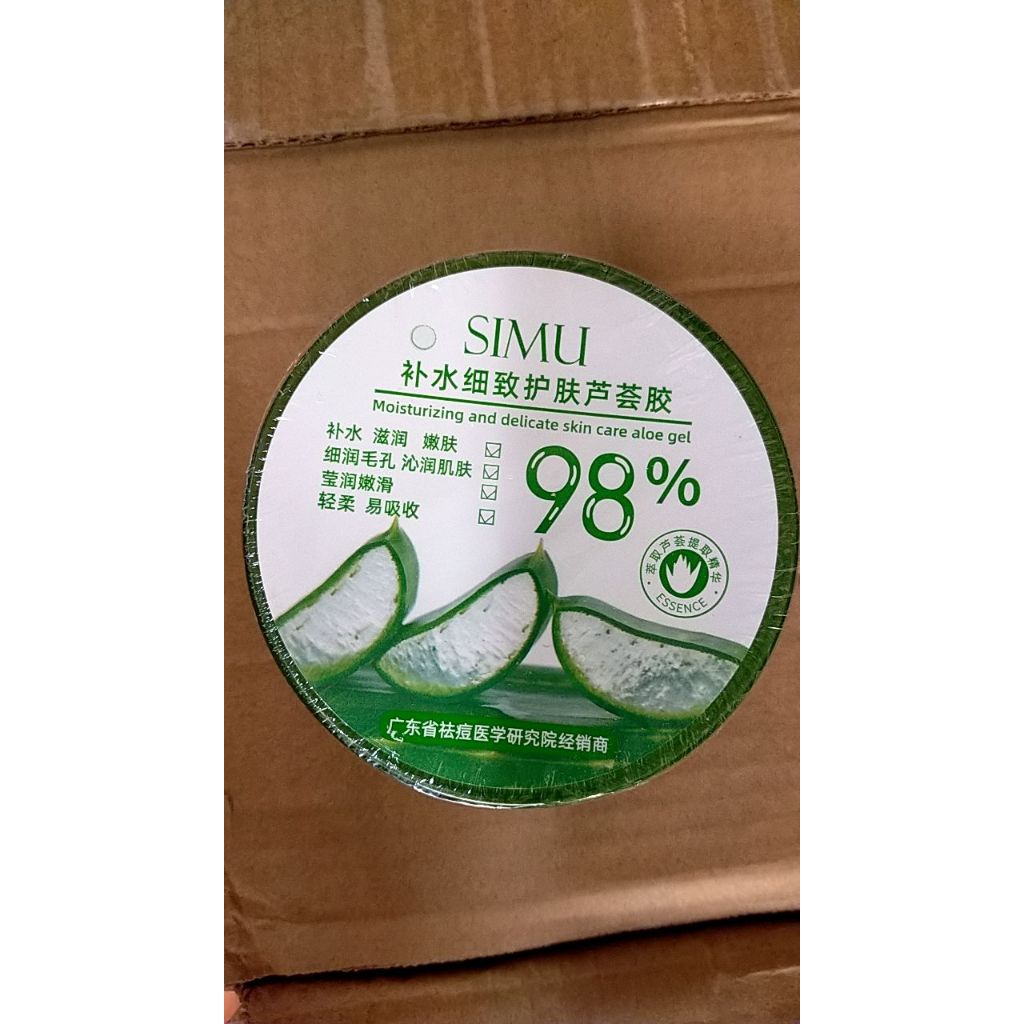 SIMU
补水细致护肤芦荟胶
Moisturizing and delicate skin care aloe gel
补水 滋润 嫩肤
细润毛孔 沁润肌肤
莹润嫩滑
轻柔 易吸收
98%
萃取芦荟提取精华
ESSENCE
广东省祛痘医学研究院经销商